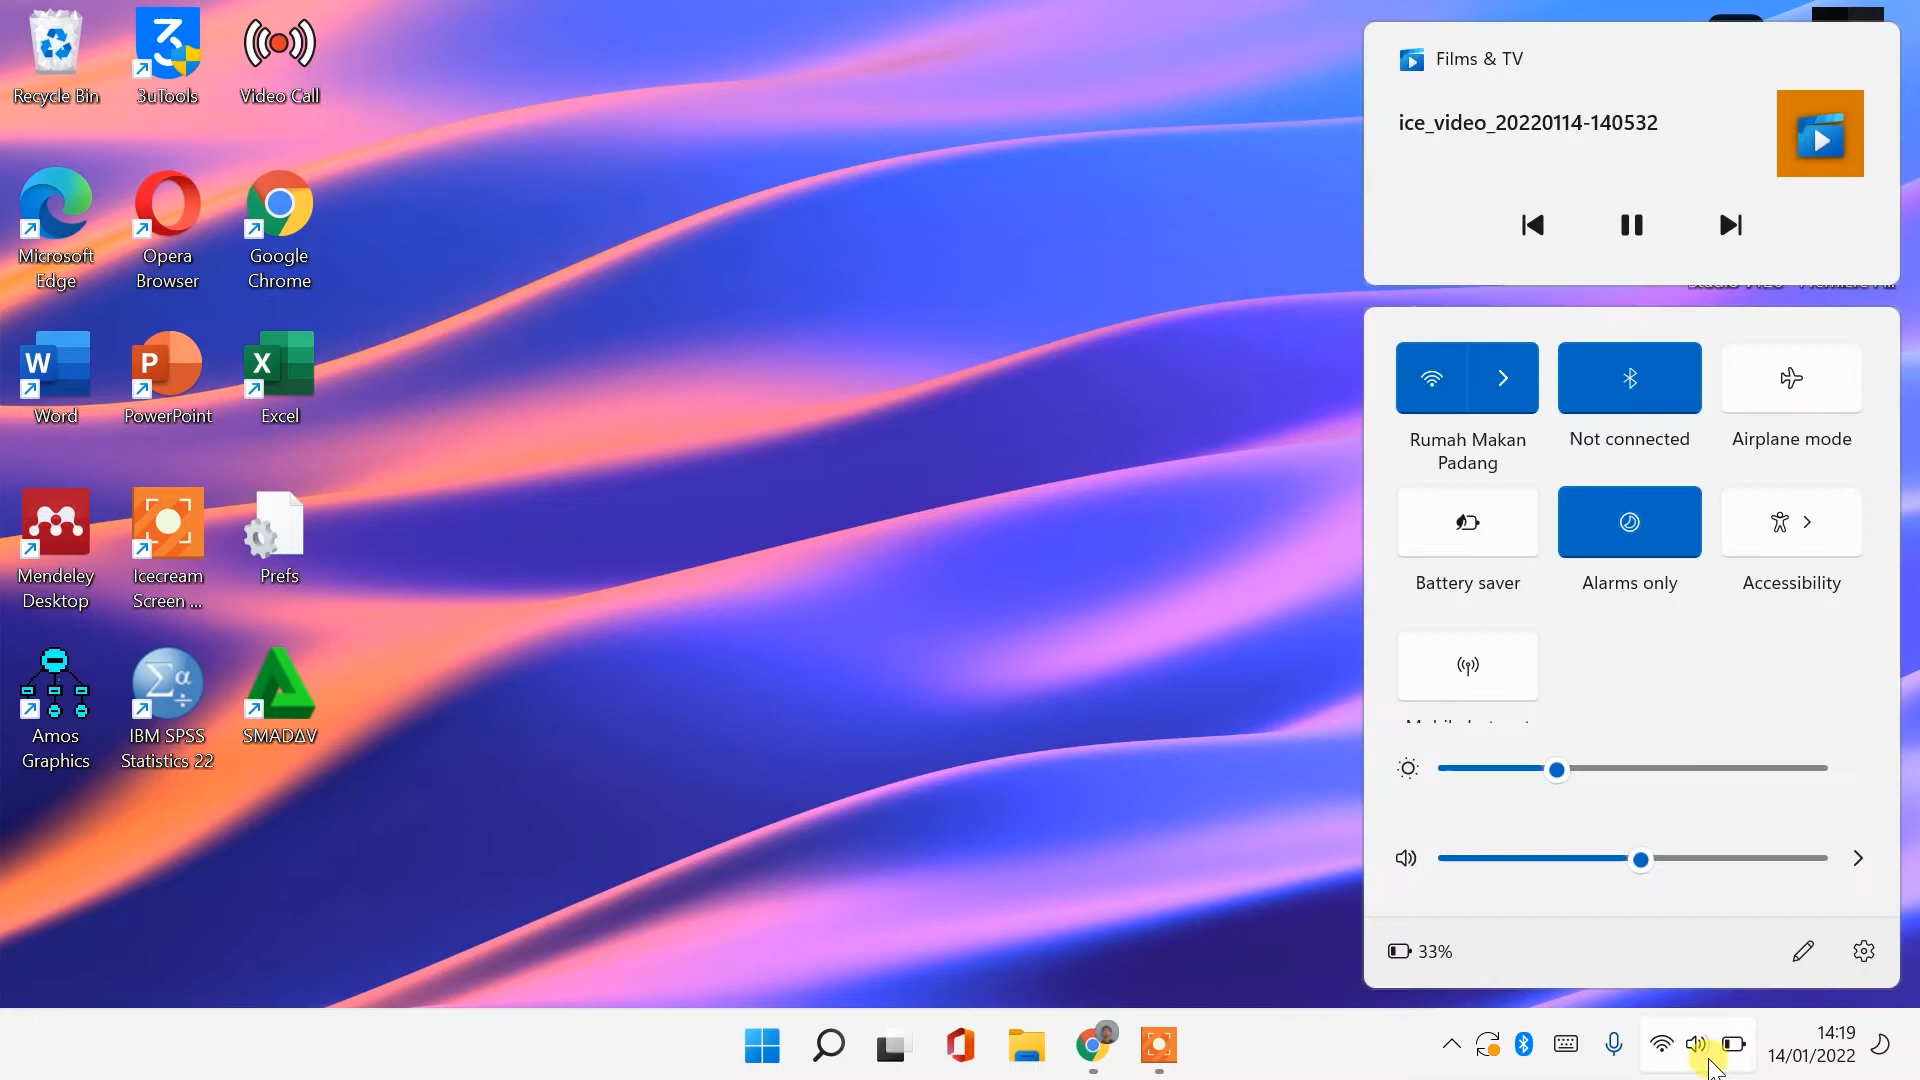 Recycle Bin
3uTools
Video Call
Microsoft
Edge
Opera
Browser
Google
Chrome
Word
PowerPoint
Excel
Mendeley
Desktop
Icecream
Screen ...
Prefs
Amos
Graphics
IBM SPSS
Statistics 22
SMADΔV
Films & TV
ice_video_20220114-140532
Rumah Makan
Padang
Not connected
Airplane mode
Battery saver
Alarms only
Accessibility
33%
14:19
14/01/2022